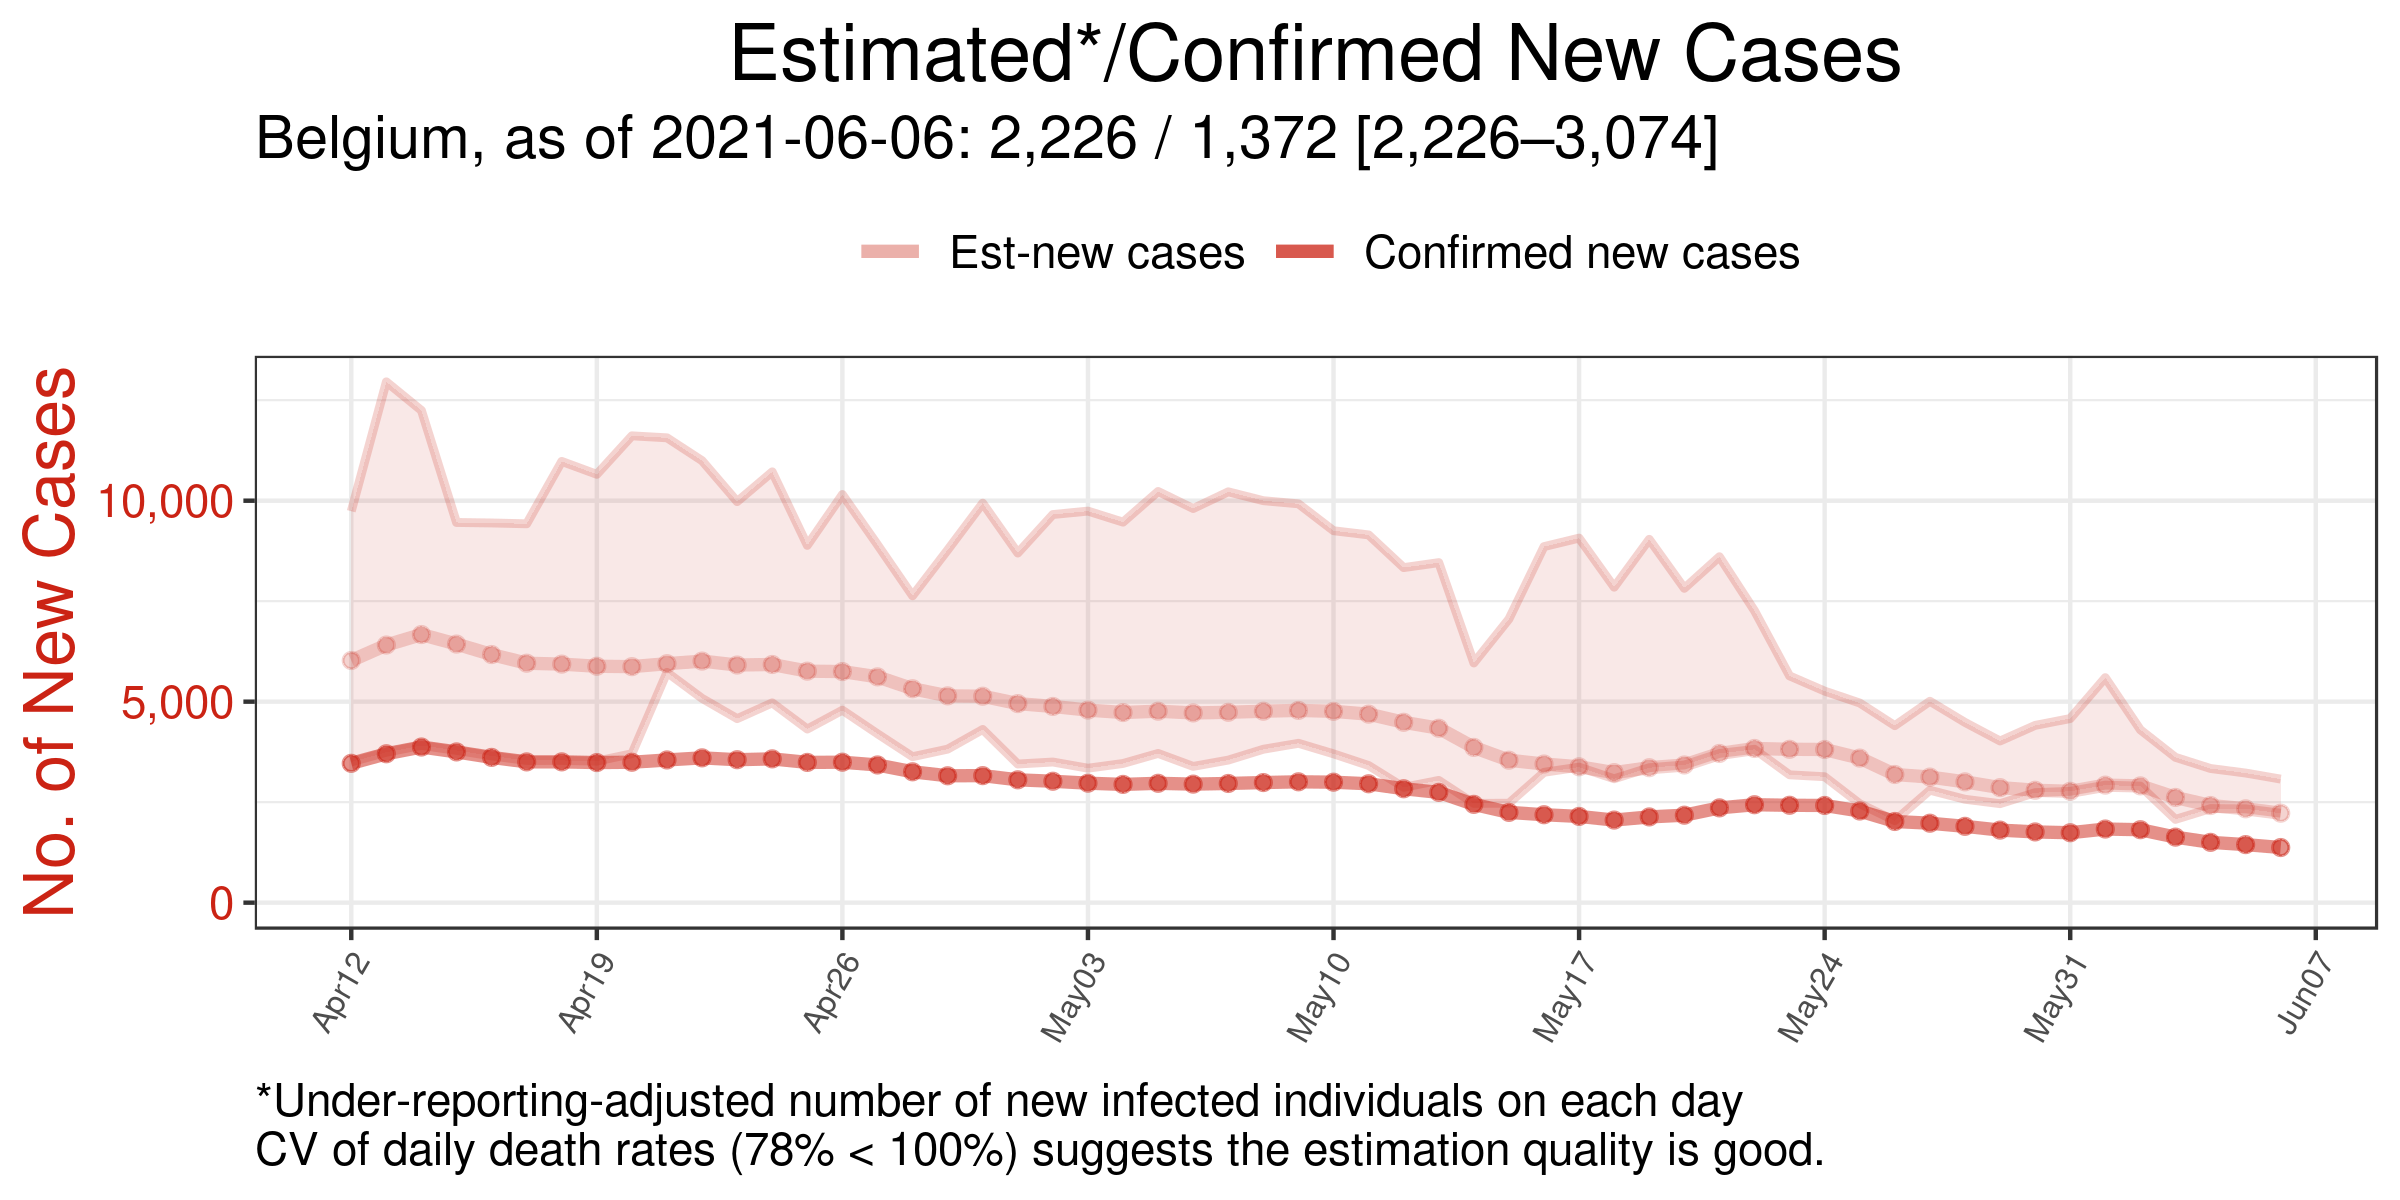 Estimated*/Confirmed New Cases
Belgium, as of 2021-06-06: 2,226 / 1,372 [2,226–3,074]
Est-new cases Confirmed new cases
No. of New Cases
10,000
5,000
0
Apr12 Apr19 Apr26 May03 May10 May17 May24 May31 Jun07
*Under-reporting-adjusted number of new infected individuals on each day
CV of daily death rates (78% < 100%) suggests the estimation quality is good.